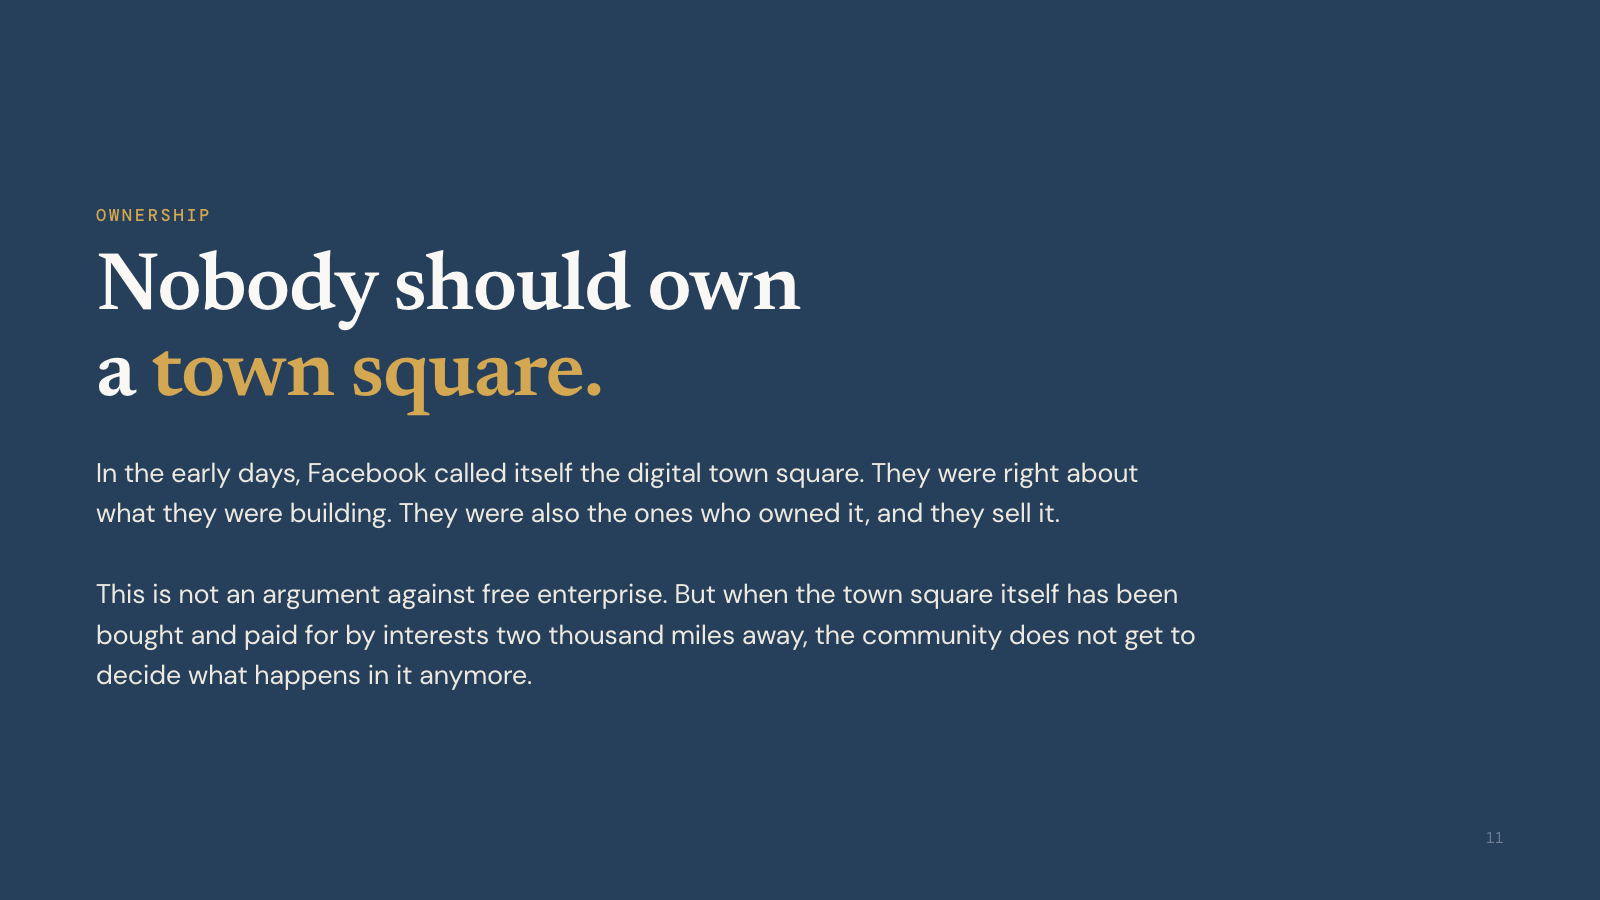 OWNERSHIP
Nobody should own
a town square.
In the early days, Facebook called itself the digital town square. They were right about
what they were building. They were also the ones who owned it, and they sell it.
This is not an argument against free enterprise. But when the town square itself has been
bought and paid for by interests two thousand miles away, the community does not get to
decide what happens in it anymore.
11